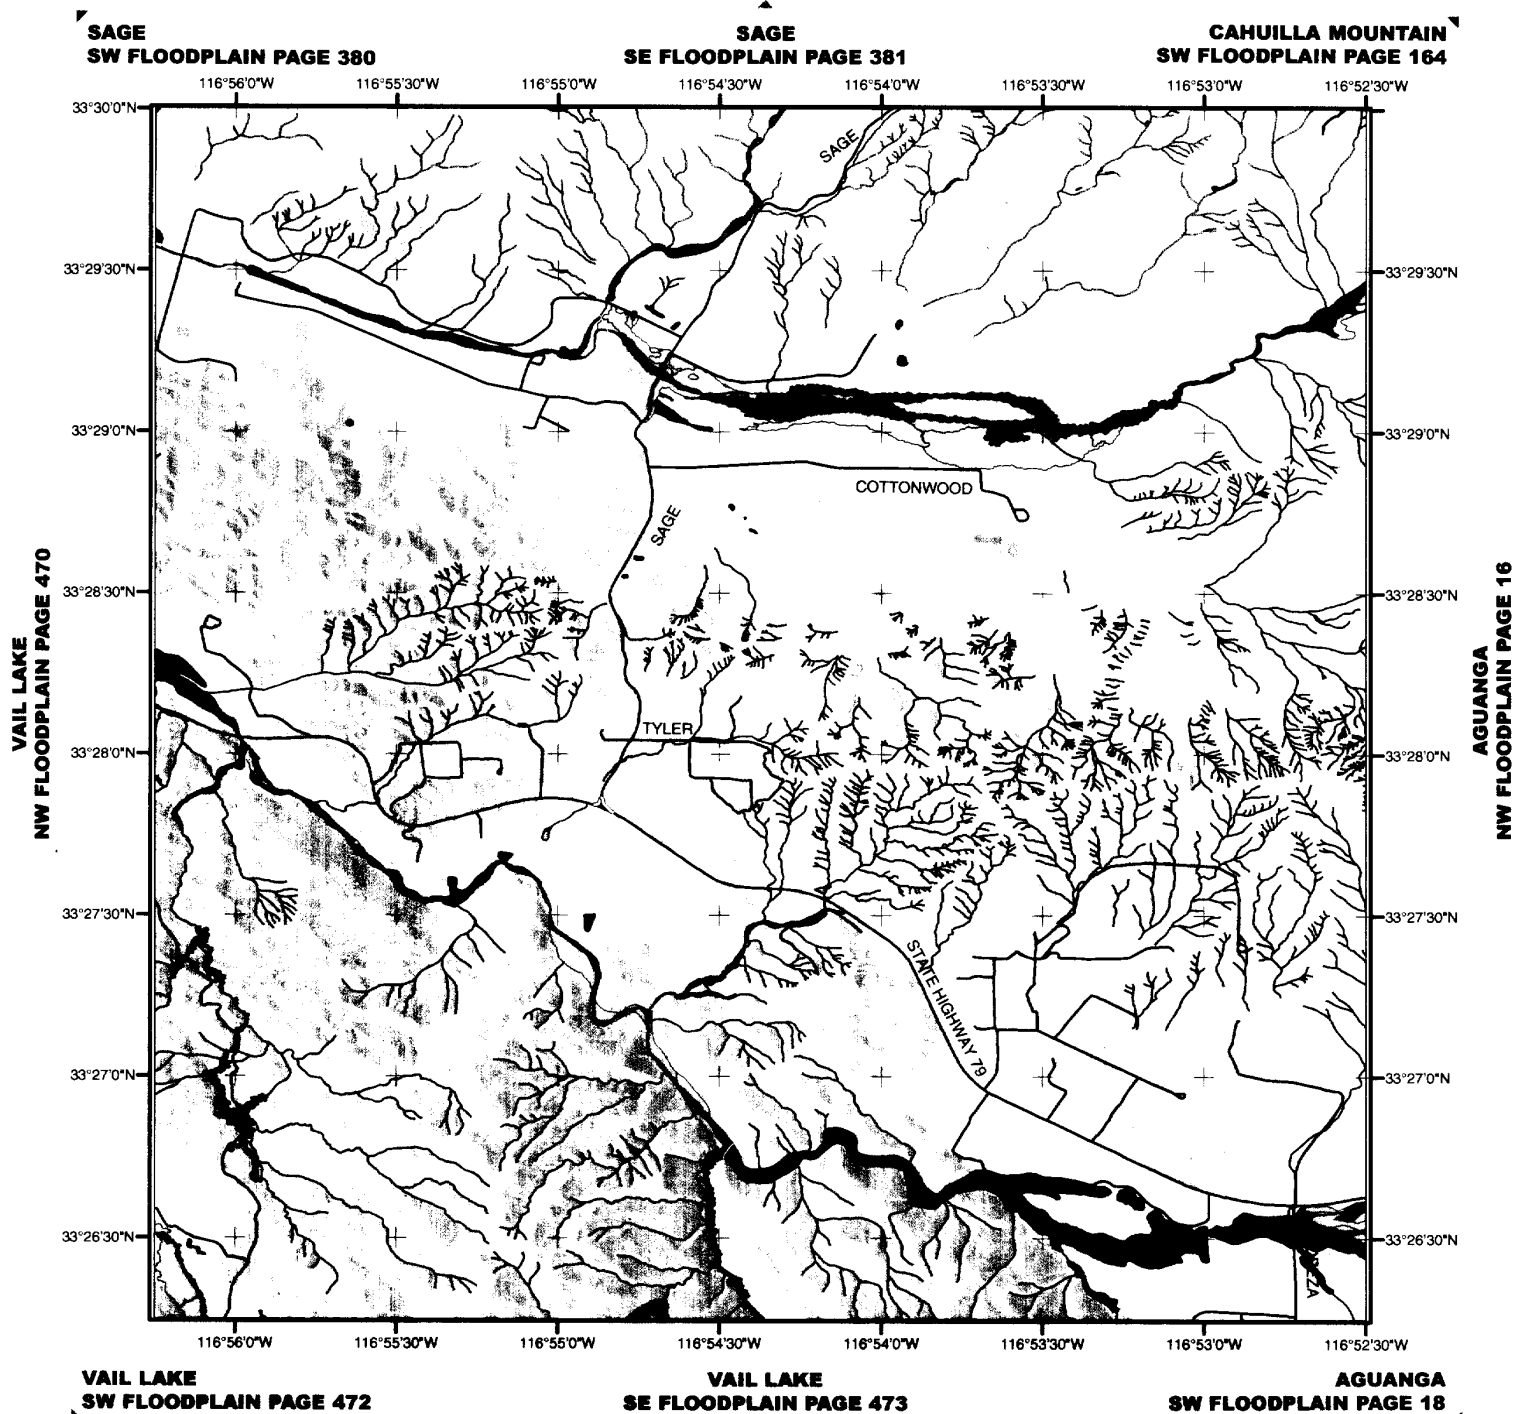 SAGE
SW FLOODPLAIN PAGE 380
SAGE
SE FLOODPLAIN PAGE 381
CAHUILLA MOUNTAIN
SW FLOODPLAIN PAGE 164
116°56'0"W
116°55'30"W
116°55'0"W
116°54'30"W
116°54'0"W
116°53'30"W
116°53'0"W
116°52'30"W
33°30'0"N
SAGE
33°29'30"N
33°29'30"N
33°29'0"N
33°29'0"N
COTTONWOOD
SAGE
33°28'30"N
33°28'30"N
VAIL LAKE
NW FLOODPLAIN PAGE 470
AGUANGA
NW FLOODPLAIN PAGE 16
TYLER
33°28'0"N
33°28'0"N
33°27'30"N
33°27'30"N
STATE HIGHWAY 79
33°27'0"N
33°27'0"N
33°26'30"N
33°26'30"N
116°56'0"W
116°55'30"W
116°55'0"W
116°54'30"W
116°54'0"W
116°53'30"W
116°53'0"W
116°52'30"W
VAIL LAKE
SW FLOODPLAIN PAGE 472
VAIL LAKE
SE FLOODPLAIN PAGE 473
AGUANGA
SW FLOODPLAIN PAGE 18